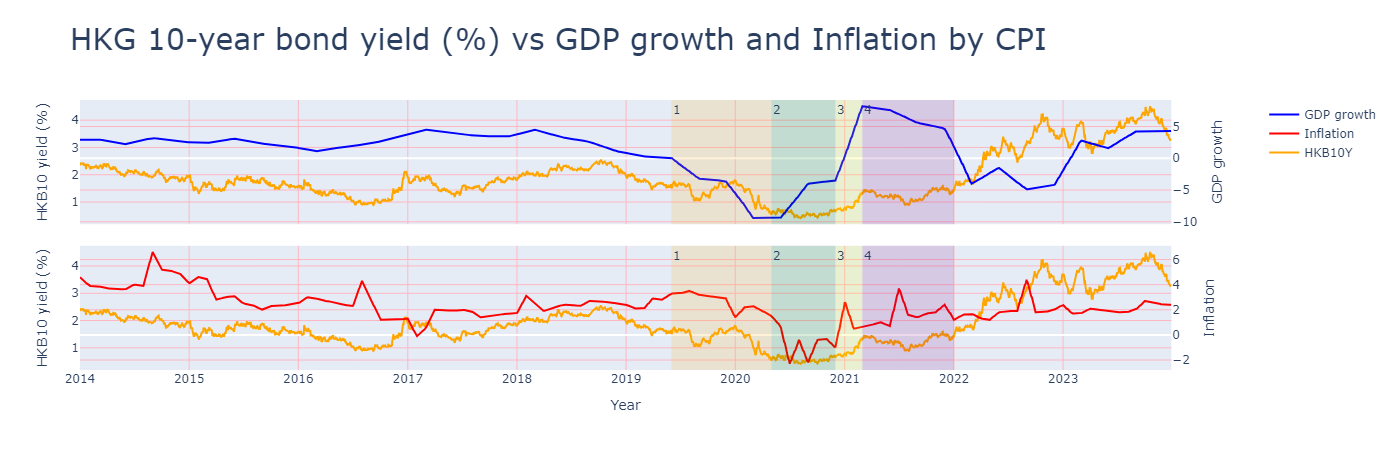 HKG 10-year bond yield (%) vs GDP growth and Inflation by CPI
HKB10 yield (%)
4
3
2
1
1
2
3
4
5
0
−5
−10
GDP growth
GDP growth
Inflation
HKB10Y
HKB10 yield (%)
4
3
2
1
1
2
3
4
6
4
2
0
−2
Inflation
2014 2015 2016 2017 2018 2019 2020 2021 2022 2023
Year